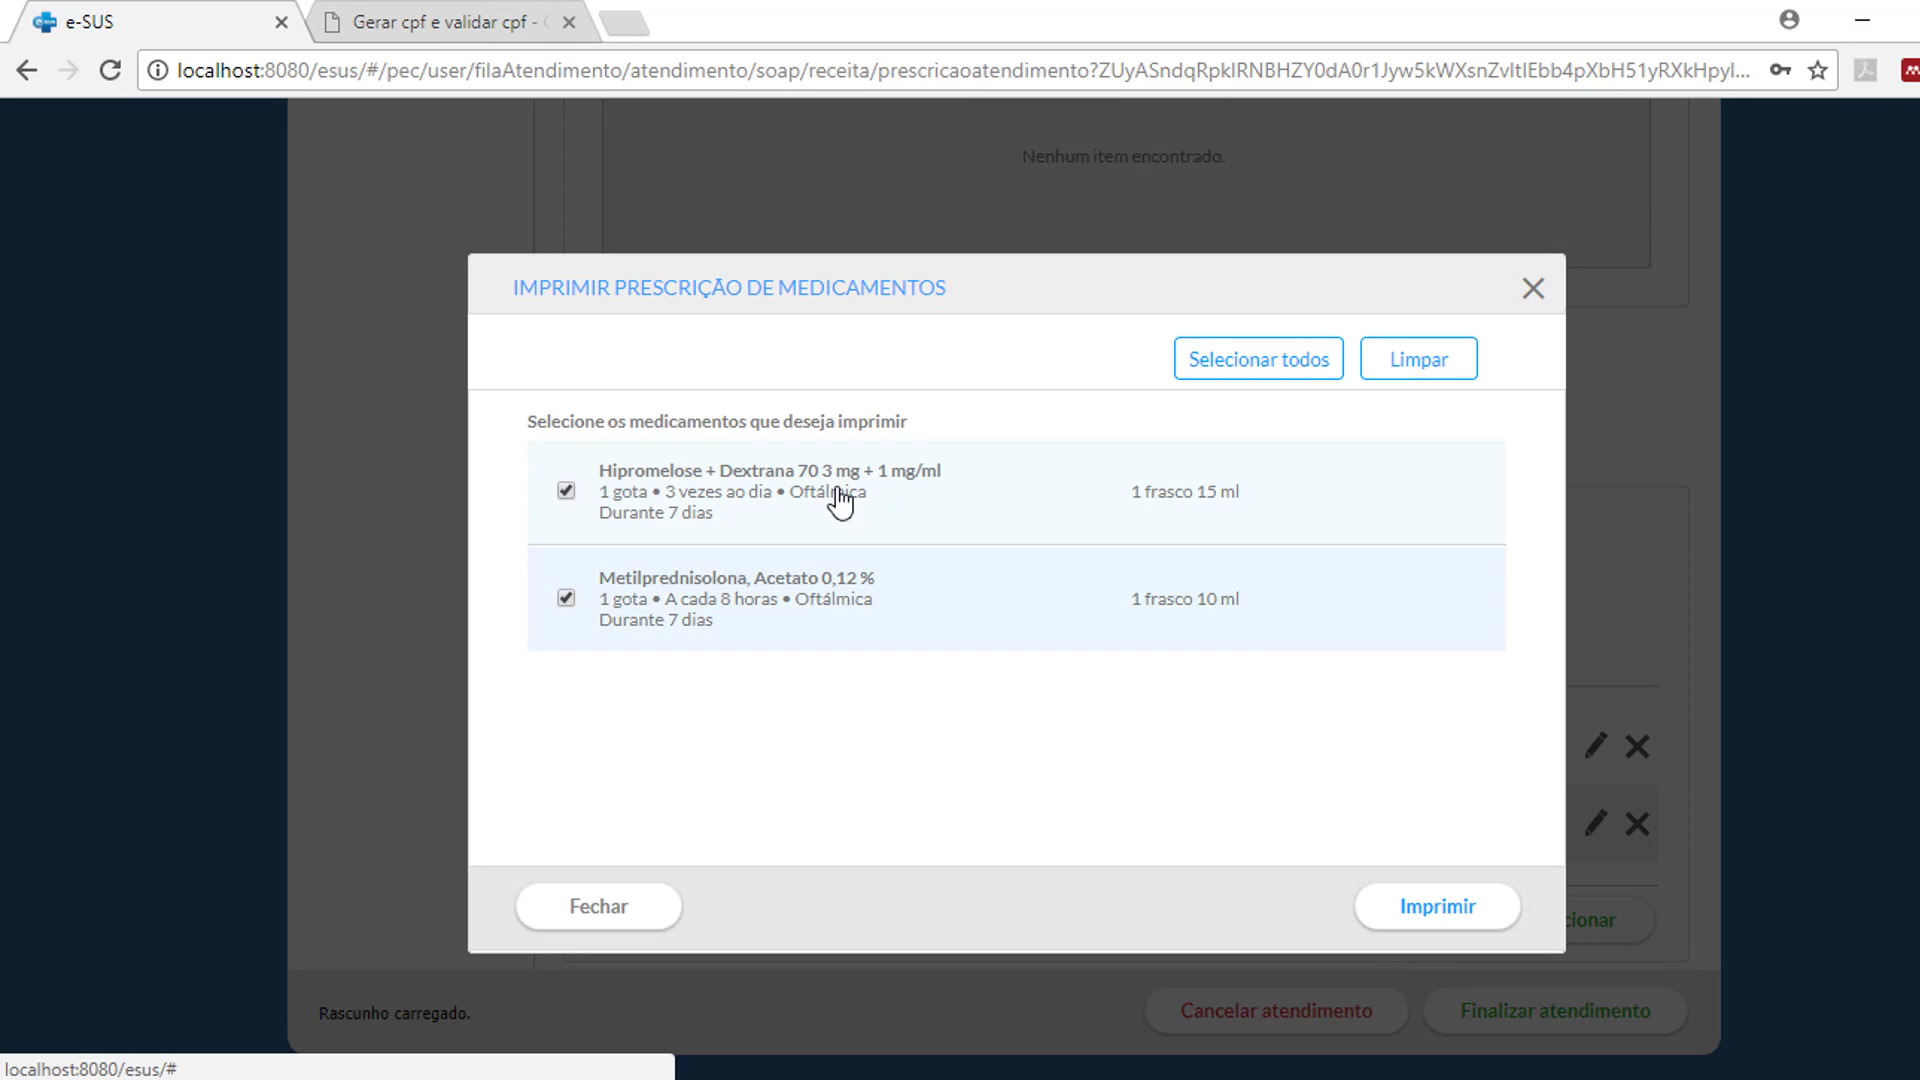 e-SUS
Gerar cpf e validar cpf -
localhost:8080/esus/#/pec/user/filaAtendimento/atendimento/soap/receita/prescricaoatendimento?ZUyASndqRpklRNBHZY0dA0r1Jyw5kWXsnZvltlEbb4pXbH51yRXkHpyl...
Nenhum item encontrado.
IMPRIMIR PRESCRIÇÃO DE MEDICAMENTOS
Selecionar todos
Limpar
Selecione os medicamentos que deseja imprimir
Hipromelose + Dextrana 70 3 mg + 1 mg/ml
1 gota • 3 vezes ao dia • Oftálmica
1 frasco 15 ml
Durante 7 dias
Metilprednisolona, Acetato 0,12 %
1 gota • A cada 8 horas • Oftálmica
1 frasco 10 ml
Durante 7 dias
Fechar
Imprimir
cionar
Rascunho carregado.
Cancelar atendimento
Finalizar atendimento
localhost:8080/esus/#